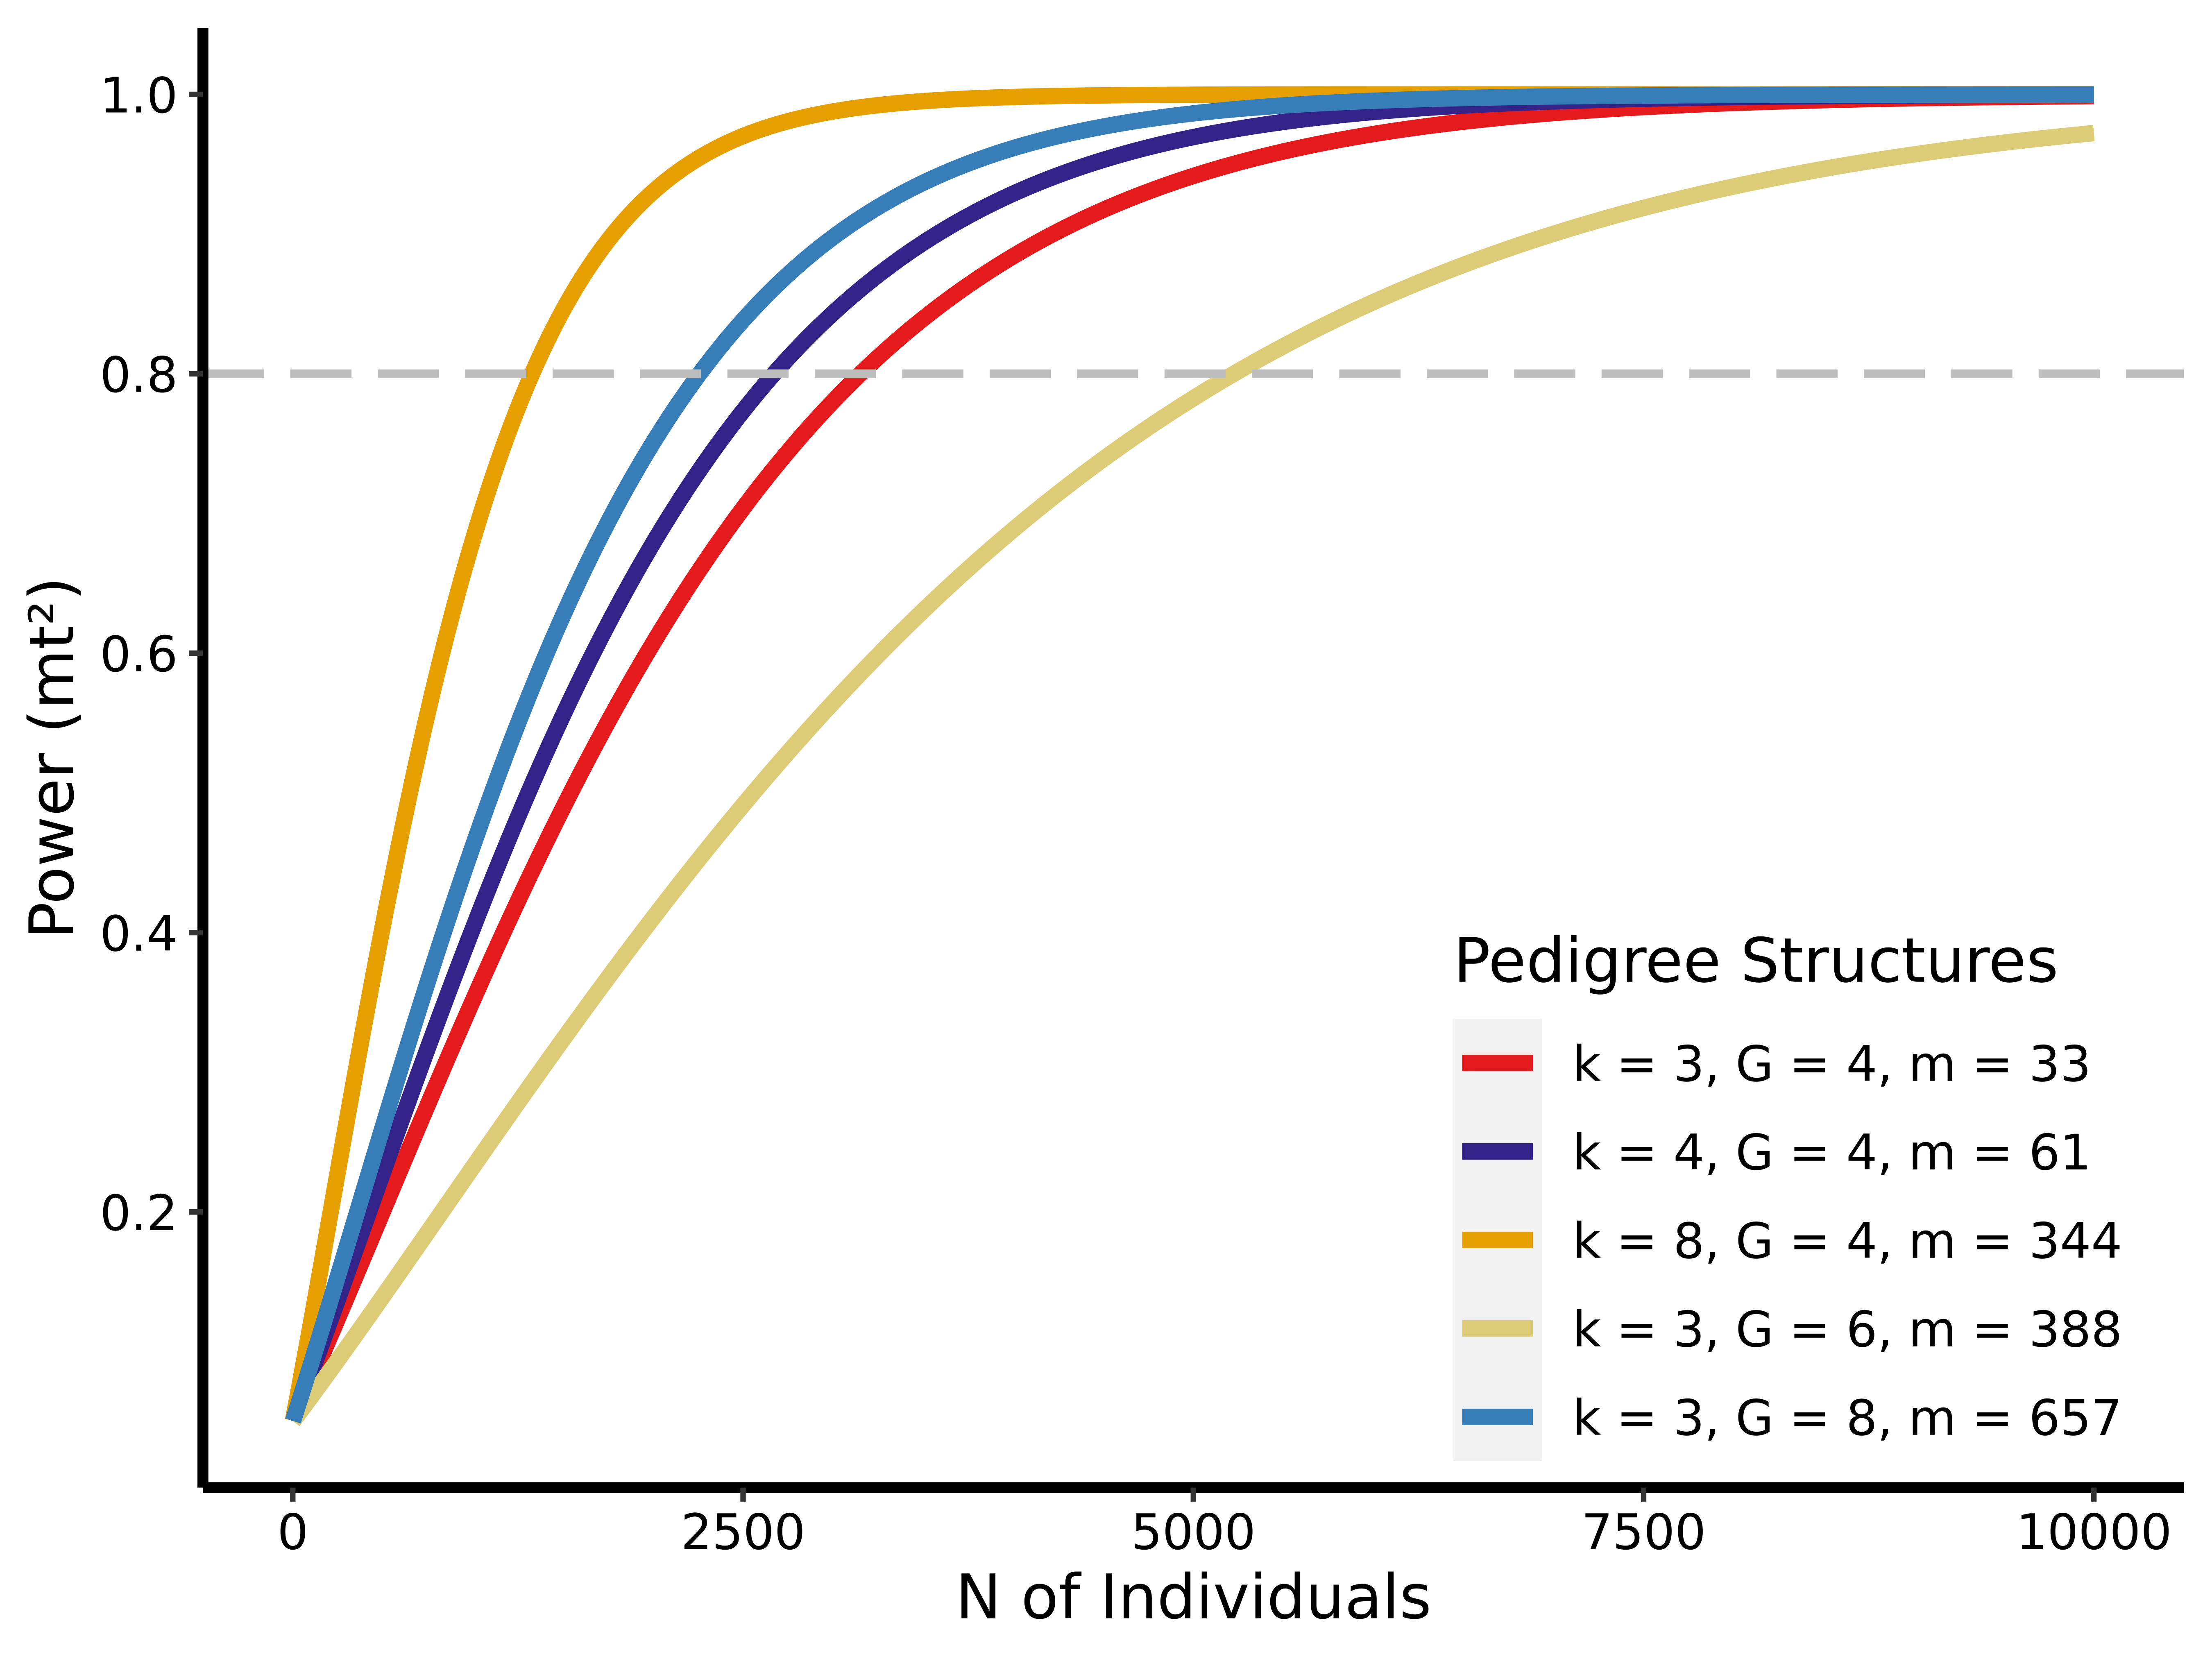 Power (mt²)
1.0
0.8
0.6
0.4
0.2
0 2500 5000 7500 10000
N of Individuals
Pedigree Structures
k = 3, G = 4, m = 33
k = 4, G = 4, m = 61
k = 8, G = 4, m = 344
k = 3, G = 6, m = 388
k = 3, G = 8, m = 657